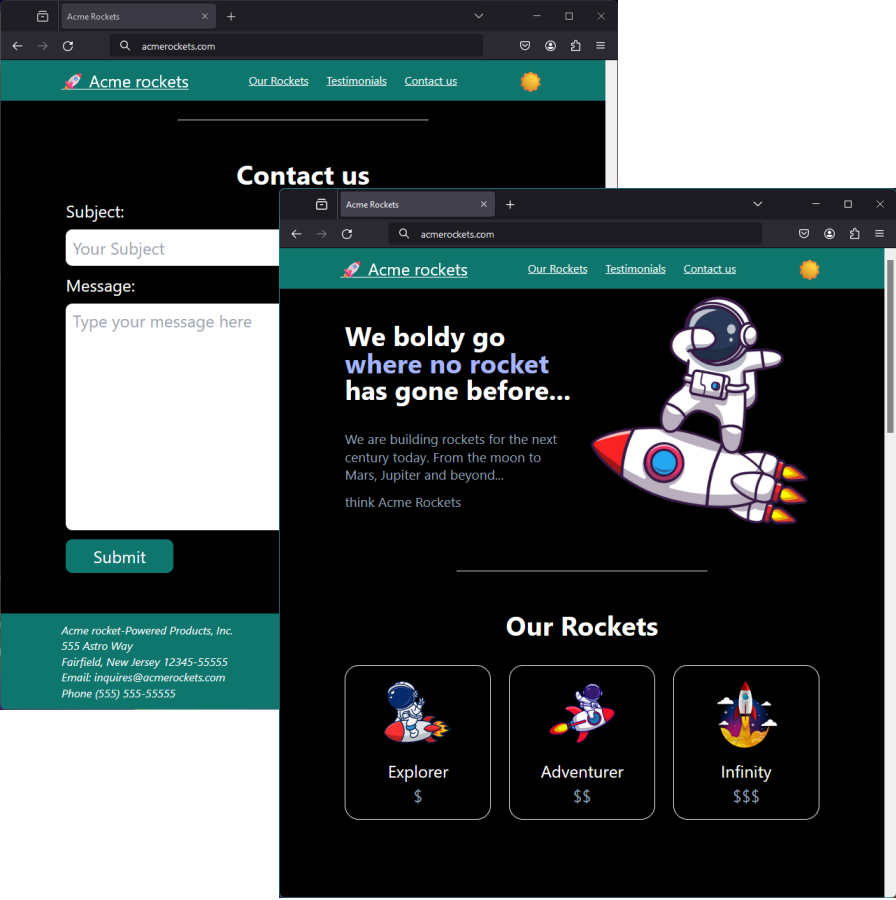 Acme Rockets
acmerockets.com
Acme rockets
Our Rockets Testimonials Contact us
Contact us
Subject:
Your Subject
Message:
Type your message here
Submit
Acme rocket-Powered Products, Inc.
555 Astro Way
Fairfield, New Jersey 12345-55555
Email: inquires@acmerockets.com
Phone (555) 555-55555
Acme Rockets
acmerockets.com
Acme rockets
Our Rockets Testimonials Contact us
We boldy go
where no rocket
has gone before...
We are building rockets for the next
century today. From the moon to
Mars, Jupiter and beyond...
think Acme Rockets
Our Rockets
Explorer Adventurer Infinity
$ $$ $$$